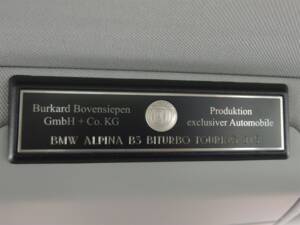 Burkard Bovensiepen
GmbH + Co. KG
Produktion
exclusiver Automobile
BMW ALPINA B5 BITURBO TOURING